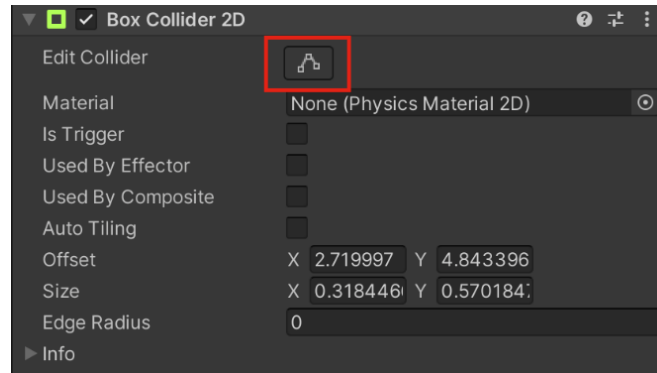 Box Collider 2D
Edit Collider
Material None (Physics Material 2D)
Is Trigger
Used By Effector
Used By Composite
Auto Tiling
Offset X 2.719997 Y 4.843396
Size X 0.318446 Y 0.570184
Edge Radius 0
Info